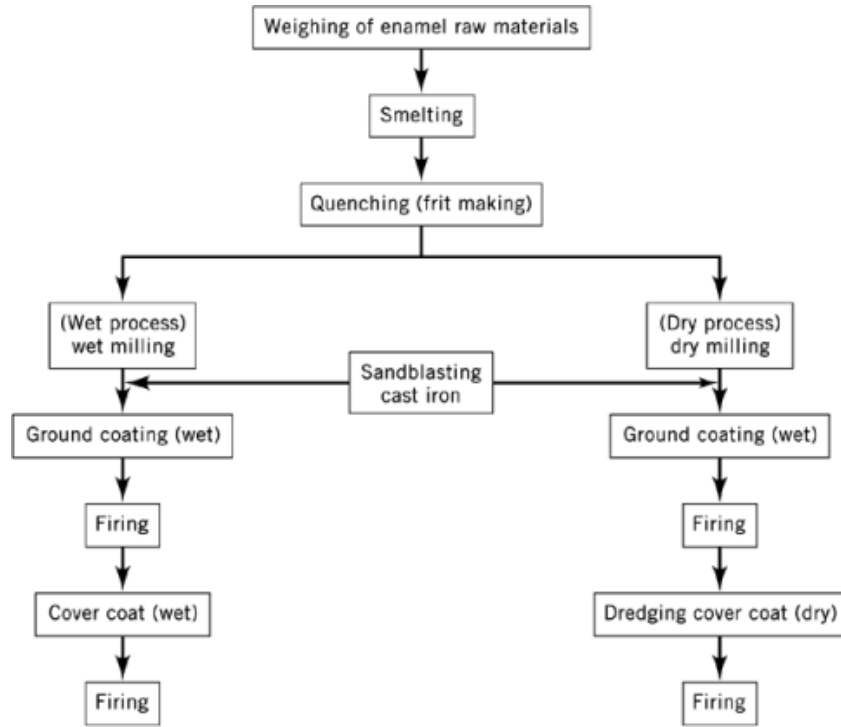 Weighing of enamel raw materials
Smelting
Quenching (frit making)
(Wet process)
wet milling
(Dry process)
dry milling
Sandblasting
cast iron
Ground coating (wet)
Ground coating (wet)
Firing
Firing
Cover coat (wet)
Dredging cover coat (dry)
Firing
Firing